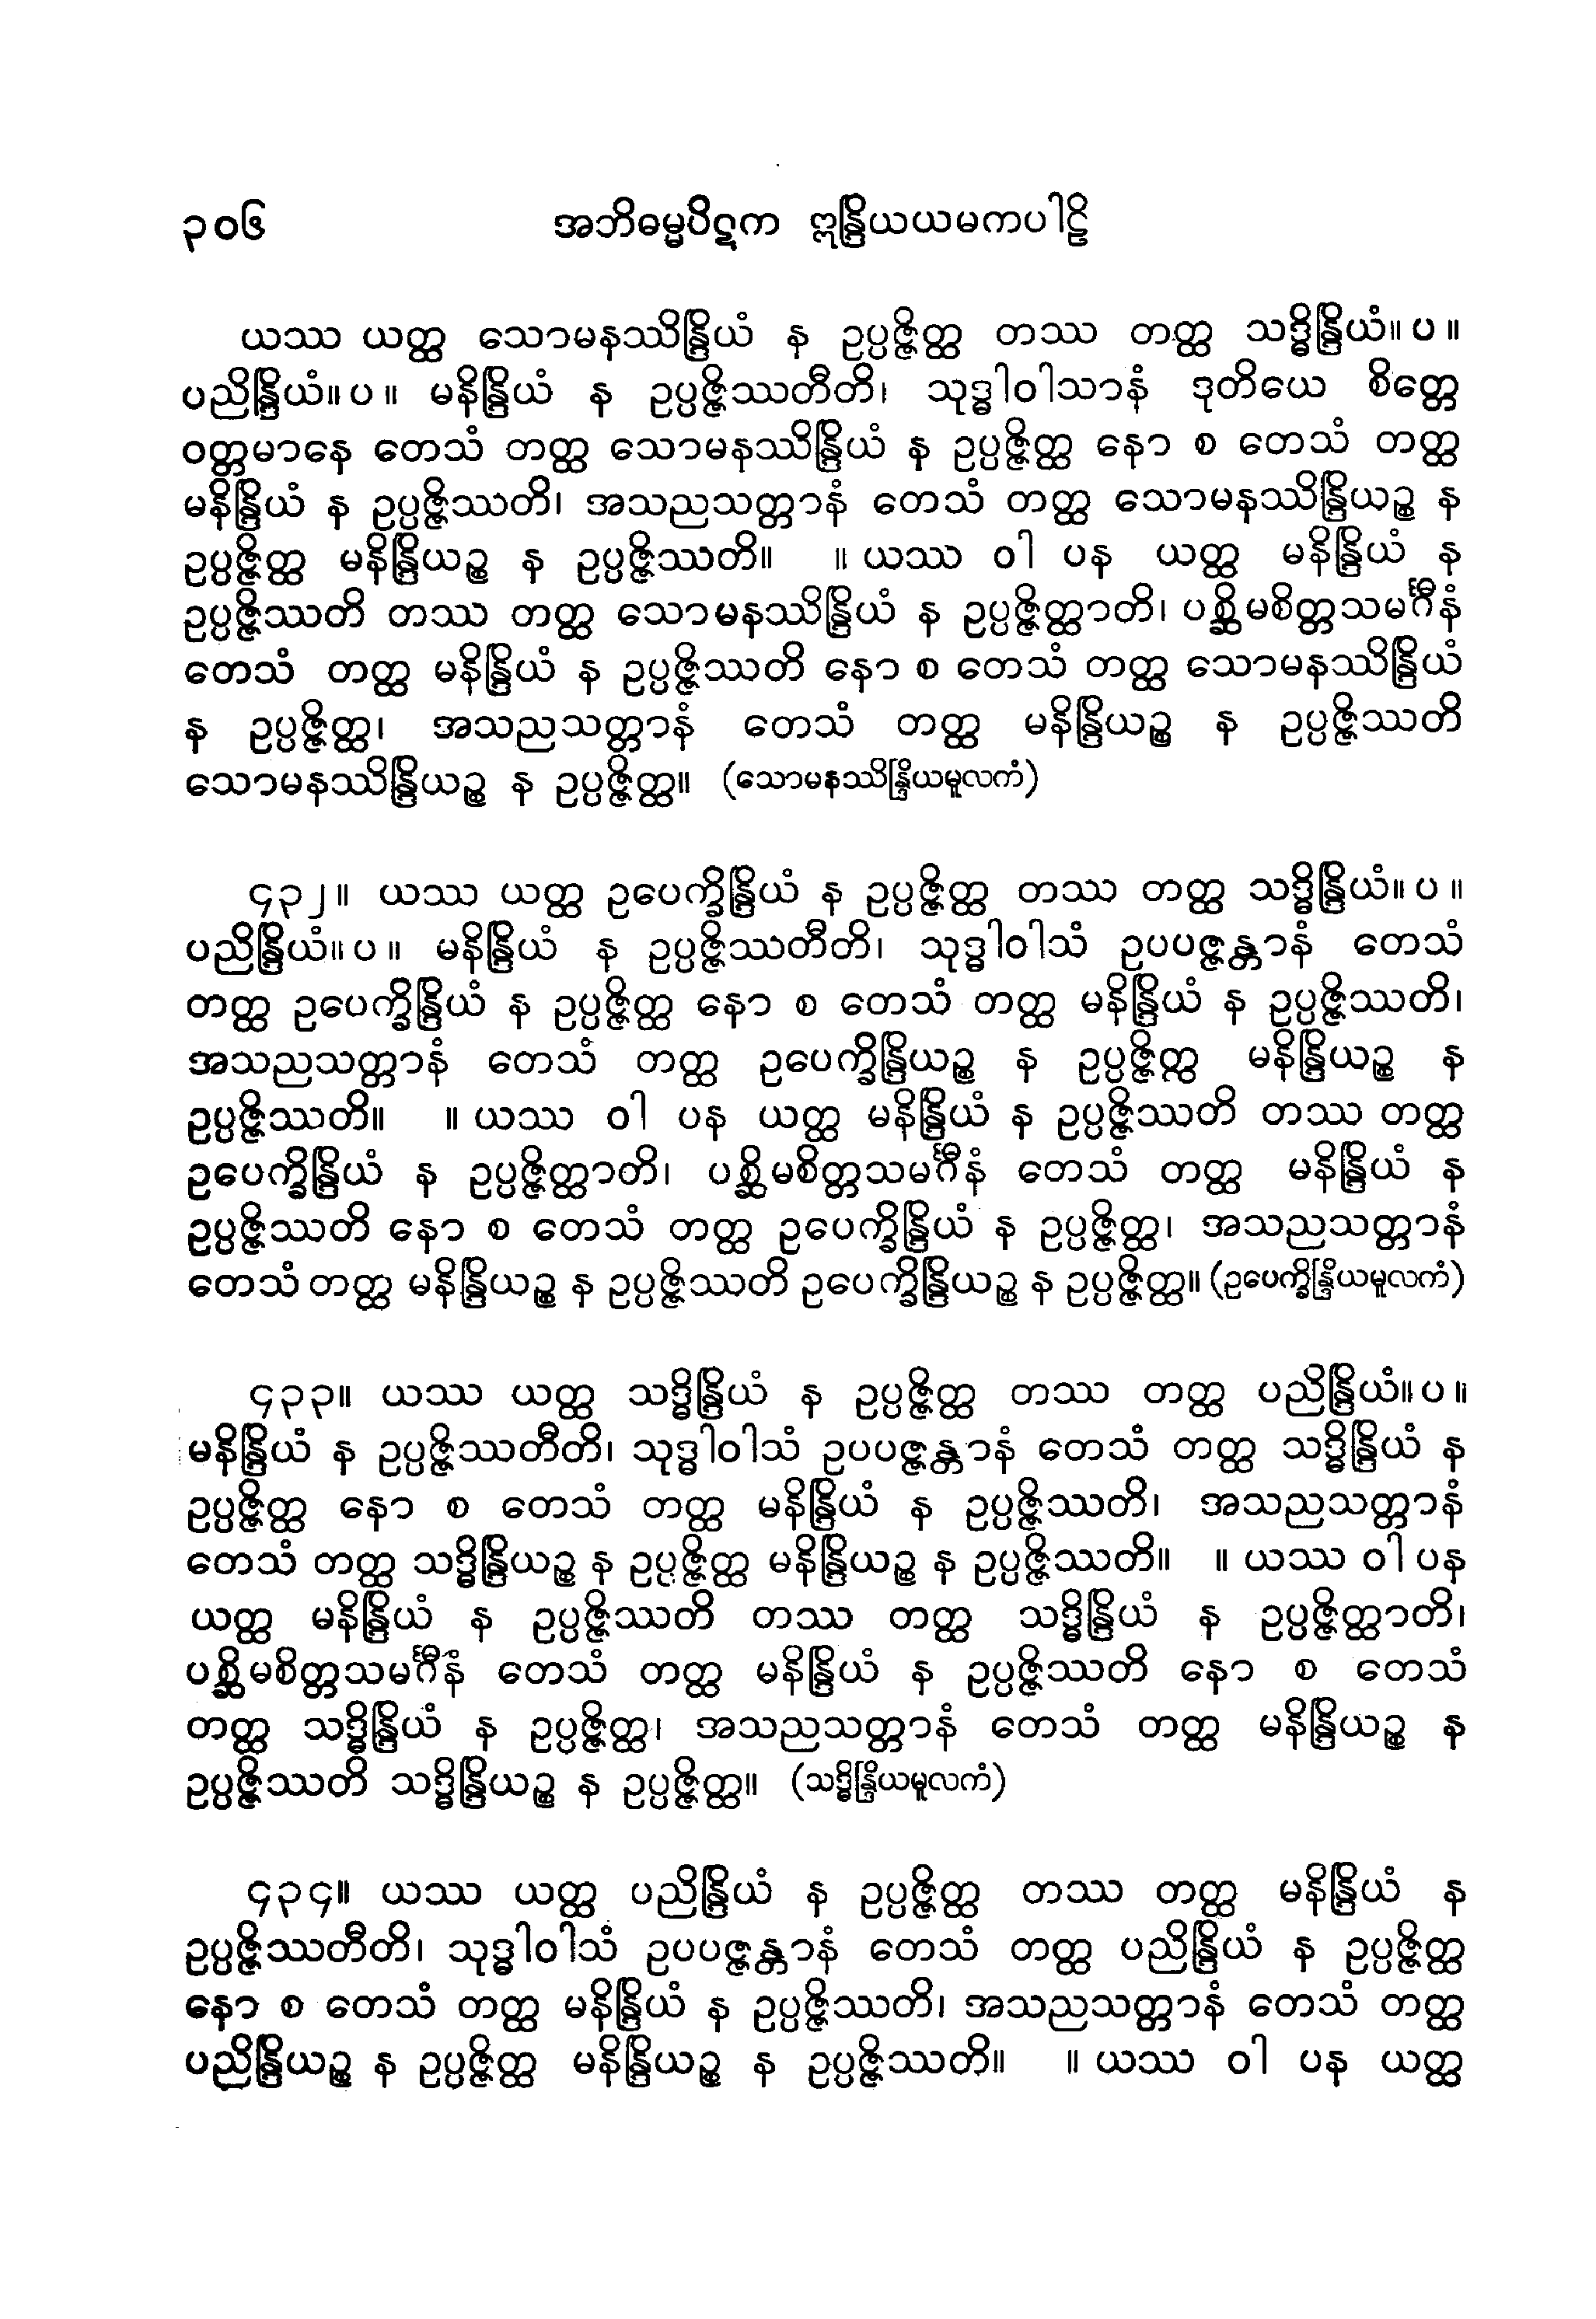 ၃၀၆ အဘိဓမ္မပိဋက ဣန္ဒြိယယမကပါဠိ
ယဿ ယတ္ထ သောမနဿိန္ဒြိယံ န ဥပ္ပဇ္ဇိတ္ထ တဿ တတ္ထ သဒ္ဓိန္ဒြိယံ။ ပ ။
ပညိန္ဒြိယံ။ ပ ။ မနိန္ဒြိယံ န ဥပ္ပဇ္ဇိဿတီတိ၊ သုဒ္ဓါဝါသာနံ ဒုတိယေ စိတ္တေ
ဝတ္တမာနေ တေသံ တတ္ထ သောမနဿိန္ဒြိယံ န ဥပ္ပဇ္ဇိတ္ထ နော စ တေသံ တတ္ထ
မနိန္ဒြိယံ န ဥပ္ပဇ္ဇိဿတိ၊ အသညသတ္တာနံ တေသံ တတ္ထ သောမနဿိန္ဒြိယဉ္စ န
ဥပ္ပဇ္ဇိတ္ထ မနိန္ဒြိယဉ္စ န ဥပ္ပဇ္ဇိဿတိ။ ။ ယဿ ဝါ ပန ယတ္ထ မနိန္ဒြိယံ န
ဥပ္ပဇ္ဇိဿတိ တဿ တတ္ထ သောမနဿိန္ဒြိယံ န ဥပ္ပဇ္ဇိတ္ထာတိ၊ ပစ္ဆိမစိတ္တသမင်္ဂီနံ
တေသံ တတ္ထ မနိန္ဒြိယံ န ဥပ္ပဇ္ဇိဿတိ နော စ တေသံ တတ္ထ သောမနဿိန္ဒြိယံ
န ဥပ္ပဇ္ဇိတ္ထ၊ အသညသတ္တာနံ တေသံ တတ္ထ မနိန္ဒြိယဉ္စ န ဥပ္ပဇ္ဇိဿတိ
သောမနဿိန္ဒြိယဉ္စ န ဥပ္ပဇ္ဇိတ္ထ။ (သောမနဿိန္ဒြိယမူလကံ)
၄၃၂။ ယဿ ယတ္ထ ဥပေက္ခိန္ဒြိယံ န ဥပ္ပဇ္ဇိတ္ထ တဿ တတ္ထ သဒ္ဓိန္ဒြိယံ။ ပ ။
ပညိန္ဒြိယံ။ ပ ။ မနိန္ဒြိယံ န ဥပ္ပဇ္ဇိဿတီတိ၊ သုဒ္ဓါဝါသံ ဥပပဇ္ဇန္တာနံ တေသံ
တတ္ထ ဥပေက္ခိန္ဒြိယံ န ဥပ္ပဇ္ဇိတ္ထ နော စ တေသံ တတ္ထ မနိန္ဒြိယံ န ဥပ္ပဇ္ဇိဿတိ၊
အသညသတ္တာနံ တေသံ တတ္ထ ဥပေက္ခိန္ဒြိယဉ္စ န ဥပ္ပဇ္ဇိတ္ထ မနိန္ဒြိယဉ္စ န
ဥပ္ပဇ္ဇိဿတိ။ ။ ယဿ ဝါ ပန ယတ္ထ မနိန္ဒြိယံ န ဥပ္ပဇ္ဇိဿတိ တဿ တတ္ထ
ဥပေက္ခိန္ဒြိယံ န ဥပ္ပဇ္ဇိတ္ထာတိ၊ ပစ္ဆိမစိတ္တသမင်္ဂီနံ တေသံ တတ္ထ မနိန္ဒြိယံ န
ဥပ္ပဇ္ဇိဿတိ နော စ တေသံ တတ္ထ ဥပေက္ခိန္ဒြိယံ န ဥပ္ပဇ္ဇိတ္ထ၊ အသညသတ္တာနံ
တေသံ တတ္ထ မနိန္ဒြိယဉ္စ န ဥပ္ပဇ္ဇိဿတိ ဥပေက္ခိန္ဒြိယဉ္စ န ဥပ္ပဇ္ဇိတ္ထ။ (ဥပေက္ခိန္ဒြိယမူလကံ)
၄၃၃။ ယဿ ယတ္ထ သဒ္ဓိန္ဒြိယံ န ဥပ္ပဇ္ဇိတ္ထ တဿ တတ္ထ ပညိန္ဒြိယံ။ ပ ။
မနိန္ဒြိယံ န ဥပ္ပဇ္ဇိဿတီတိ၊ သုဒ္ဓါဝါသံ ဥပပဇ္ဇန္တာနံ တေသံ တတ္ထ သဒ္ဓိန္ဒြိယံ န
ဥပ္ပဇ္ဇိတ္ထ နော စ တေသံ တတ္ထ မနိန္ဒြိယံ န ဥပ္ပဇ္ဇိဿတိ၊ အသညသတ္တာနံ
တေသံ တတ္ထ သဒ္ဓိန္ဒြိယဉ္စ န ဥပ္ပဇ္ဇိတ္ထ မနိန္ဒြိယဉ္စ န ဥပ္ပဇ္ဇိဿတိ။ ။ ယဿ ဝါ ပန
ယတ္ထ မနိန္ဒြိယံ န ဥပ္ပဇ္ဇိဿတိ တဿ တတ္ထ သဒ္ဓိန္ဒြိယံ န ဥပ္ပဇ္ဇိတ္ထာတိ၊
ပစ္ဆိမစိတ္တသမင်္ဂီနံ တေသံ တတ္ထ မနိန္ဒြိယံ န ဥပ္ပဇ္ဇိဿတိ နော စ တေသံ
တတ္ထ သဒ္ဓိန္ဒြိယံ န ဥပ္ပဇ္ဇိတ္ထ၊ အသညသတ္တာနံ တေသံ တတ္ထ မနိန္ဒြိယဉ္စ န
ဥပ္ပဇ္ဇိဿတိ သဒ္ဓိန္ဒြိယဉ္စ န ဥပ္ပဇ္ဇိတ္ထ။ (သဒ္ဓိန္ဒြိယမူလကံ)
၄၃၄။ ယဿ ယတ္ထ ပညိန္ဒြိယံ န ဥပ္ပဇ္ဇိတ္ထ တဿ တတ္ထ မနိန္ဒြိယံ န
ဥပ္ပဇ္ဇိဿတီတိ၊ သုဒ္ဓါဝါသံ ဥပပဇ္ဇန္တာနံ တေသံ တတ္ထ ပညိန္ဒြိယံ န ဥပ္ပဇ္ဇိတ္ထ
နော စ တေသံ တတ္ထ မနိန္ဒြိယံ န ဥပ္ပဇ္ဇိဿတိ၊ အသညသတ္တာနံ တေသံ တတ္ထ
ပညိန္ဒြိယဉ္စ န ဥပ္ပဇ္ဇိတ္ထ မနိန္ဒြိယဉ္စ န ဥပ္ပဇ္ဇိဿတိ။ ။ ယဿ ဝါ ပန ယတ္ထ